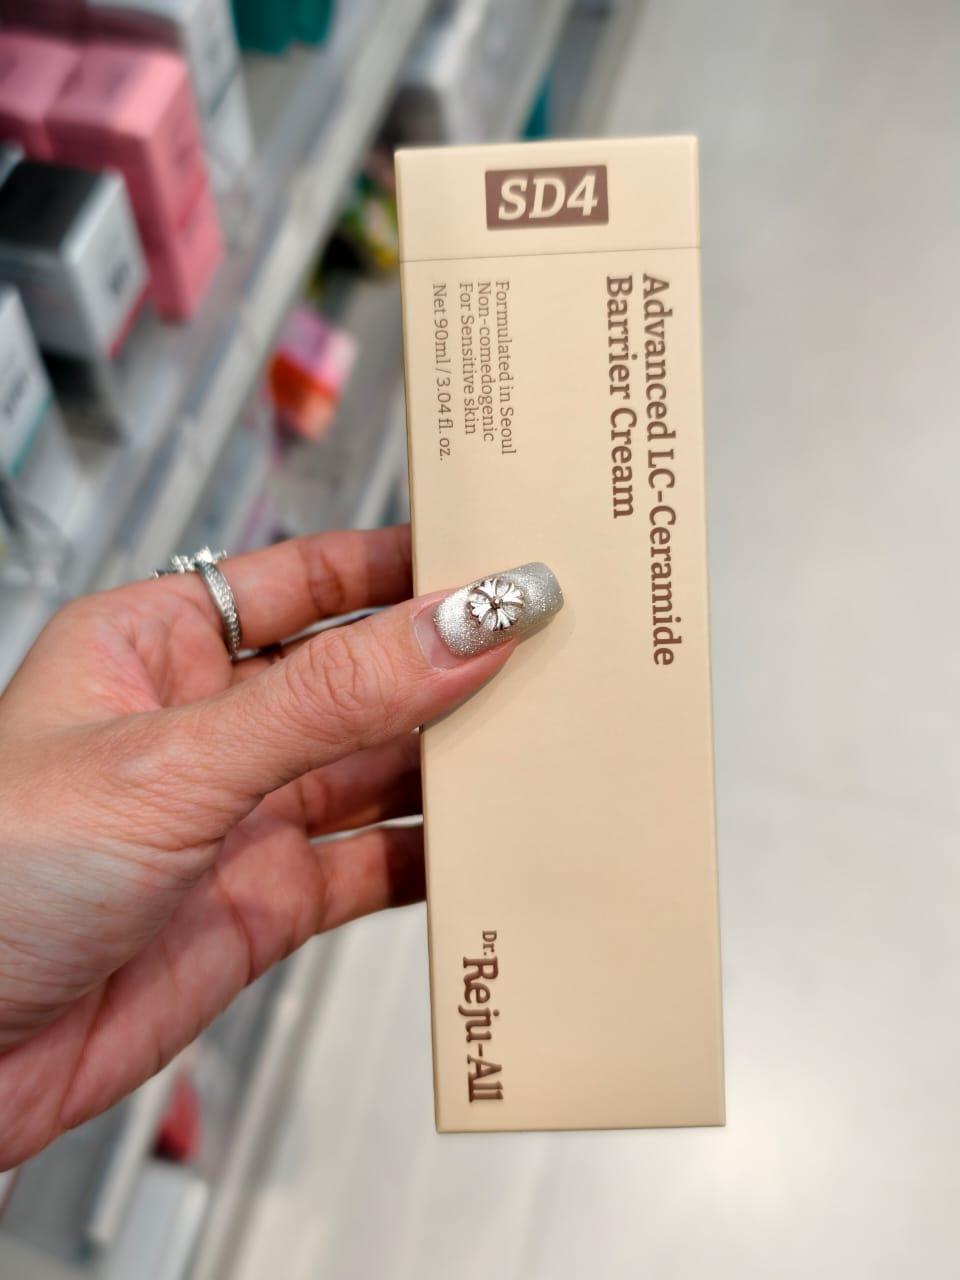 SD4
Advanced LC-Ceramide
Barrier Cream
Formulated in Seoul
Non-comedogenic
For Sensitive skin
Net 90ml / 3.04 fl. oz.
Dr. Reju-All